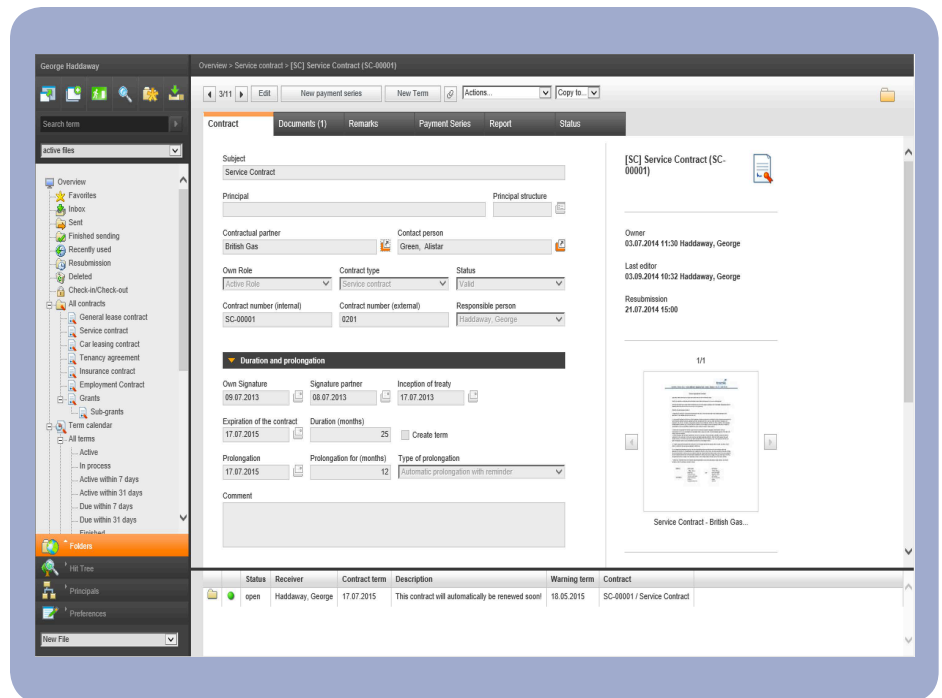 George Haddaway
Overview > Service contract > [SC] Service Contract (SC-00001)
3/11 Edit New payment series New Term Actions... Copy to...
Search term
active files
Overview
Favorites
Inbox
Sent
Finished sending
Recently used
Resubmission
Deleted
Check-in/Check-out
All contracts
General lease contract
Service contract
Car leasing contract
Tenancy agreement
Insurance contract
Employment Contract
Grants
Sub-grants
Term calendar
All terms
Active
In process
Active within 7 days
Active within 31 days
Due within 7 days
Due within 31 days
Finished
Folders
Hit Tree
Principals
Preferences
New File
Contract Documents (1) Remarks Payment Series Report Status
Subject
Service Contract
Principal Principal structure
Contractual partner Contact person
British Gas Green, Alistar
Own Role Contract type Status
Active Role Service contract Valid
Contract number (internal) Contract number (external) Responsible person
SC-00001 0201 Haddaway, George
Duration and prolongation
Own Signature Signature partner Inception of treaty
09.07.2013 08.07.2013 17.07.2013
Expiration of the contract Duration (months)
17.07.2015 25 Create term
Prolongation Prolongation for (months) Type of prolongation
17.07.2015 12 Automatic prolongation with reminder
Comment
[SC] Service Contract (SC-
00001)
Owner
03.07.2014 11:30 Haddaway, George
Last editor
03.09.2014 10:32 Haddaway, George
Resubmission
21.07.2014 15:00
1/1
Service Contract - British Gas...
Status Receiver Contract term Description Warning term Contract
open Haddaway, George 17.07.2015 This contract will automatically be renewed soon! 18.05.2015 SC-00001 / Service Contract